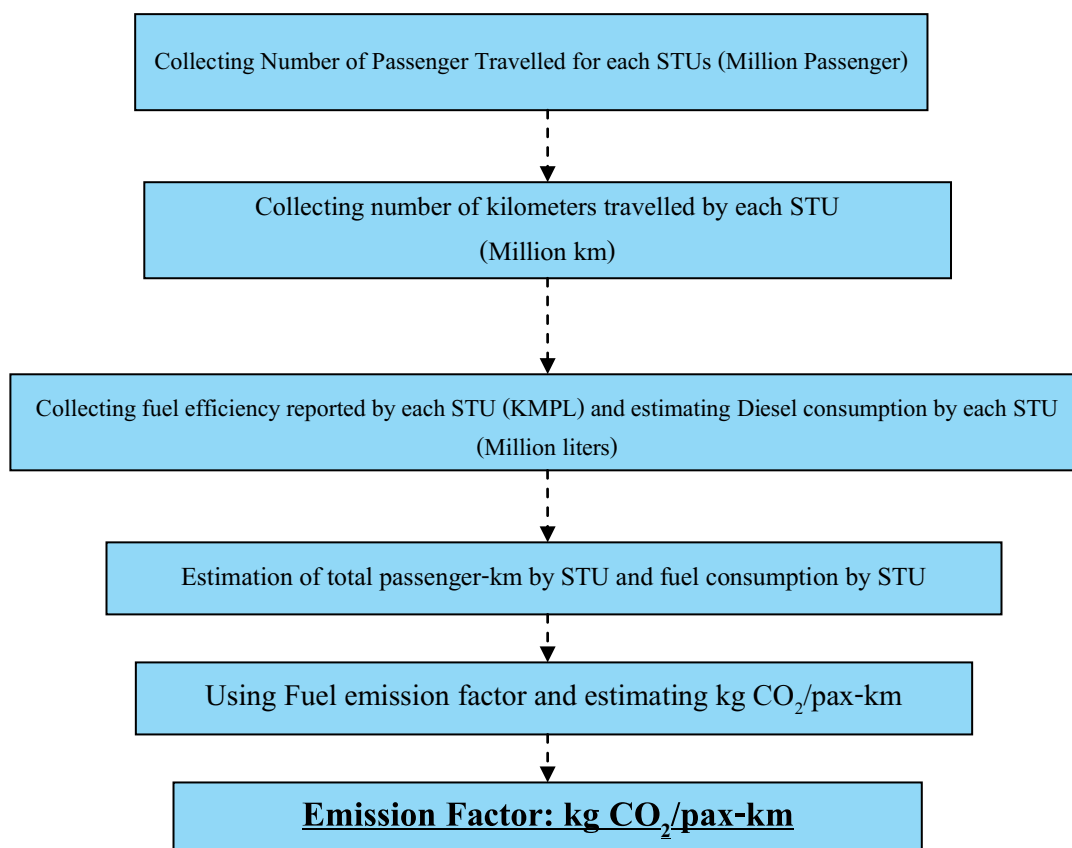 Collecting Number of Passenger Travelled for each STUs (Million Passenger)
Collecting number of kilometers travelled by each STU
(Million km)
Collecting fuel efficiency reported by each STU (KMPL) and estimating Diesel consumption by each STU
(Million liters)
Estimation of total passenger-km by STU and fuel consumption by STU
Using Fuel emission factor and estimating kg CO₂/pax-km
Emission Factor: kg CO₂/pax-km